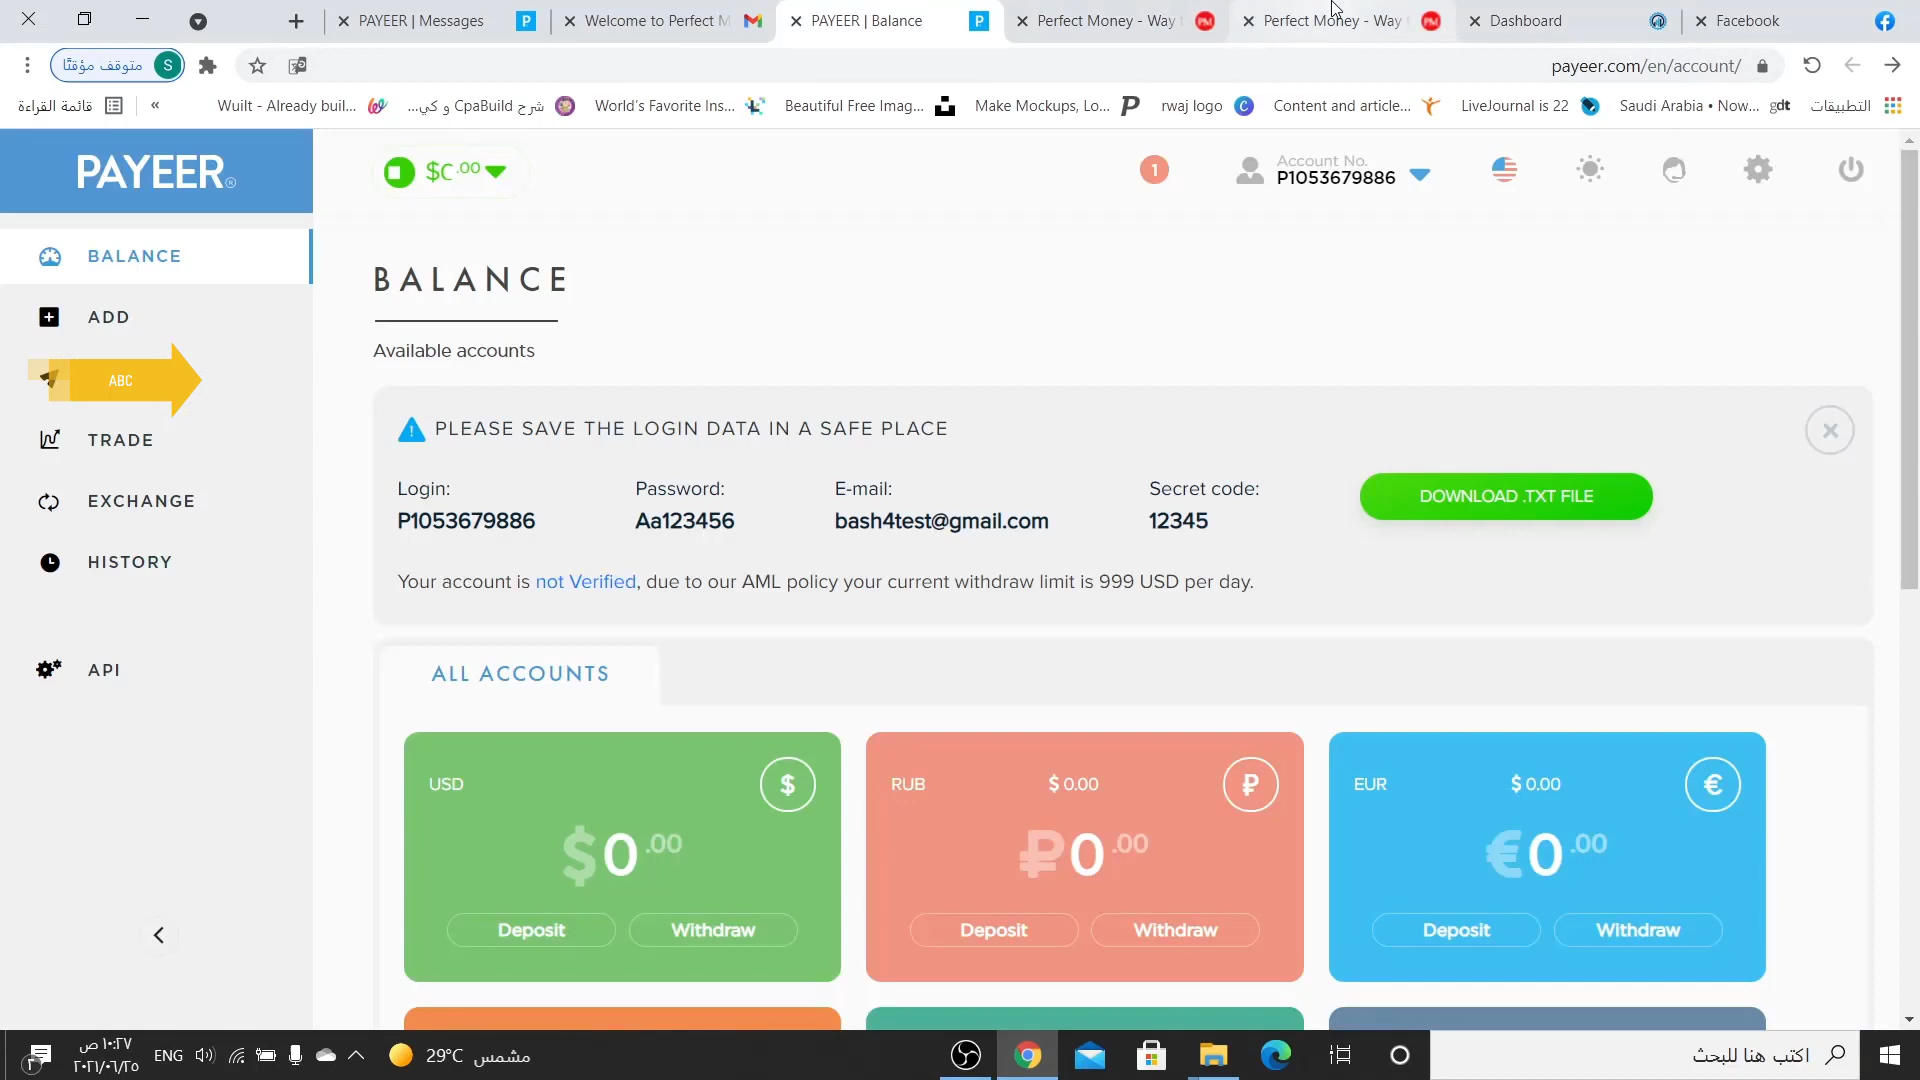 PAYEER | Messages
Welcome to Perfect M
PAYEER | Balance
Perfect Money - Way
Perfect Money - Way
Dashboard
Facebook
متوقف مؤقتًا
S
payeer.com/en/account/
قائمة القراءة
«
Wuilt - Already buil...
شرح CpaBuild و كي...
World's Favorite Ins...
Beautiful Free Imag...
Make Mockups, Lo...
rwaj logo
Content and article...
LiveJournal is 22
Saudi Arabia • Now...
gdt
التطبيقات
PAYEER®
$0.00
1
Account No.
P1053679886
BALANCE
ADD
ABC
TRADE
EXCHANGE
HISTORY
API
BALANCE
Available accounts
PLEASE SAVE THE LOGIN DATA IN A SAFE PLACE
Login:
P1053679886
Password:
Aa123456
E-mail:
bash4test@gmail.com
Secret code:
12345
DOWNLOAD .TXT FILE
Your account is not Verified, due to our AML policy your current withdraw limit is 999 USD per day.
ALL ACCOUNTS
USD
$
$0.00
Deposit
Withdraw
RUB
$ 0.00
₽
₽0.00
Deposit
Withdraw
EUR
$ 0.00
€
€0.00
Deposit
Withdraw
١٠:٢٧ ص
٢٠٢١/٠٦/٢٥
٣
ENG
29°C
مشمس
اكتب هنا للبحث